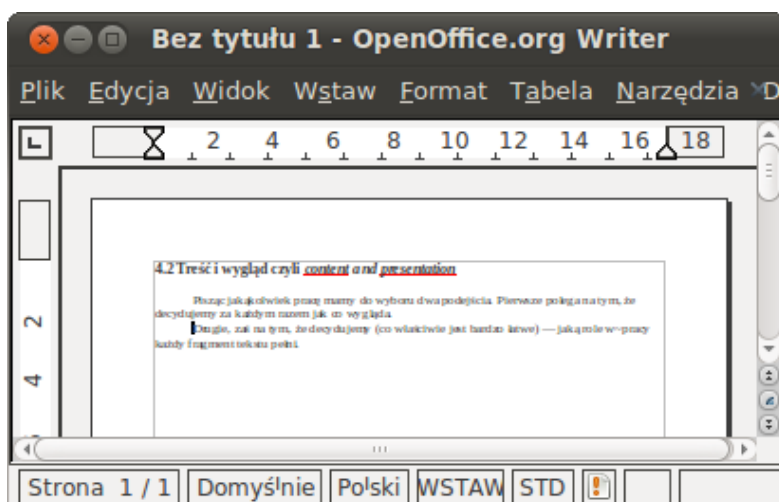 Bez tytułu 1 - OpenOffice.org Writer
Plik Edycja Widok Wstaw Format Tabela Narzędzia D
2 4 6 8 10 12 14 16 18
4.2 Treść i wygląd czyli content and presentation
Pisząc jakąkolwiek pracę mamy do wyboru dwa podejścia. Pierwsze polega na tym, że
decydujemy za każdym razem jak co wygląda.
Drugie, zaś na tym, że decydujemy (co właściwie jest bardzo łatwe) — jaką role w~pracy
każdy fragment tekstu pełni.
2
4
Strona 1 / 1 Domyślnie Polski WSTAW STD